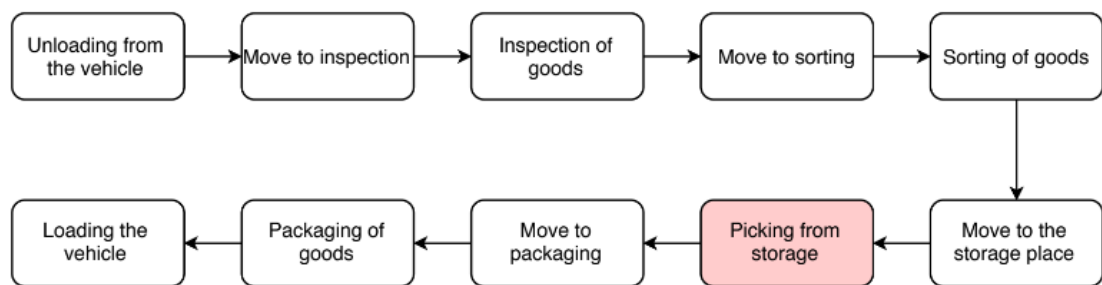 Unloading from
the vehicle
Move to inspection
Inspection of
goods
Move to sorting
Sorting of goods
Loading the
vehicle
Packaging of
goods
Move to
packaging
Picking from
storage
Move to the
storage place